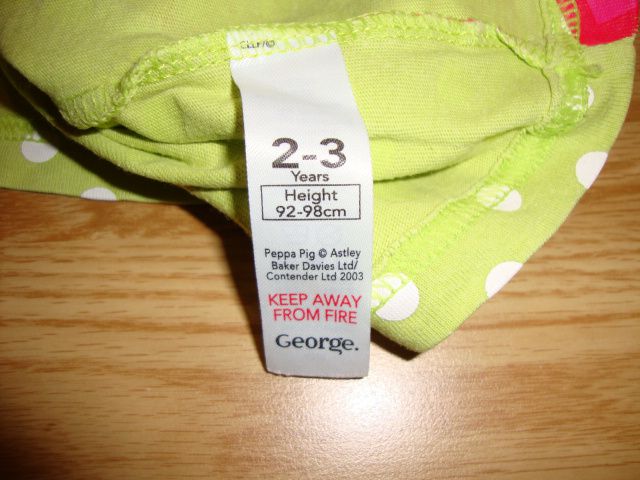 2-3
Years
Height
92-98cm
Peppa Pig © Astley
Baker Davies Ltd/
Contender Ltd 2003
KEEP AWAY
FROM FIRE
George.